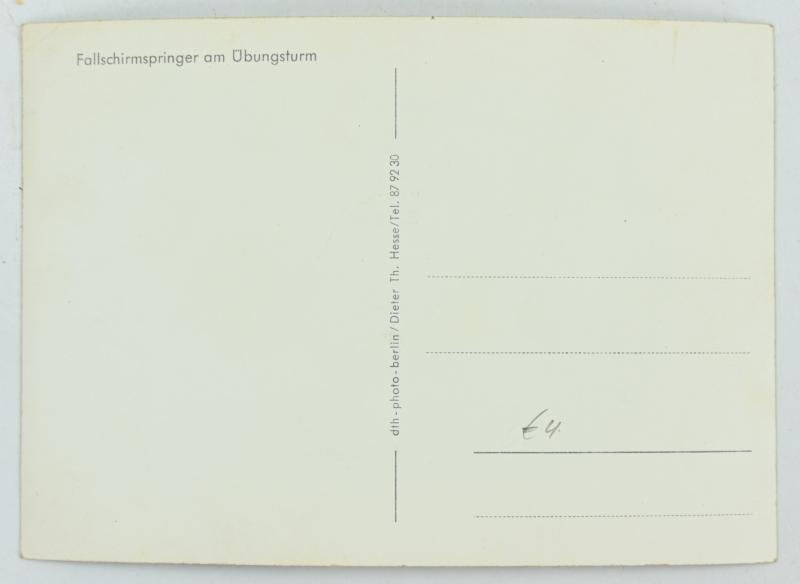 Fallschirmspringer am Übungsturm
dth-photo-berlin/Dieter Th. Hesse/Tel. 87 92 30
€ 4.